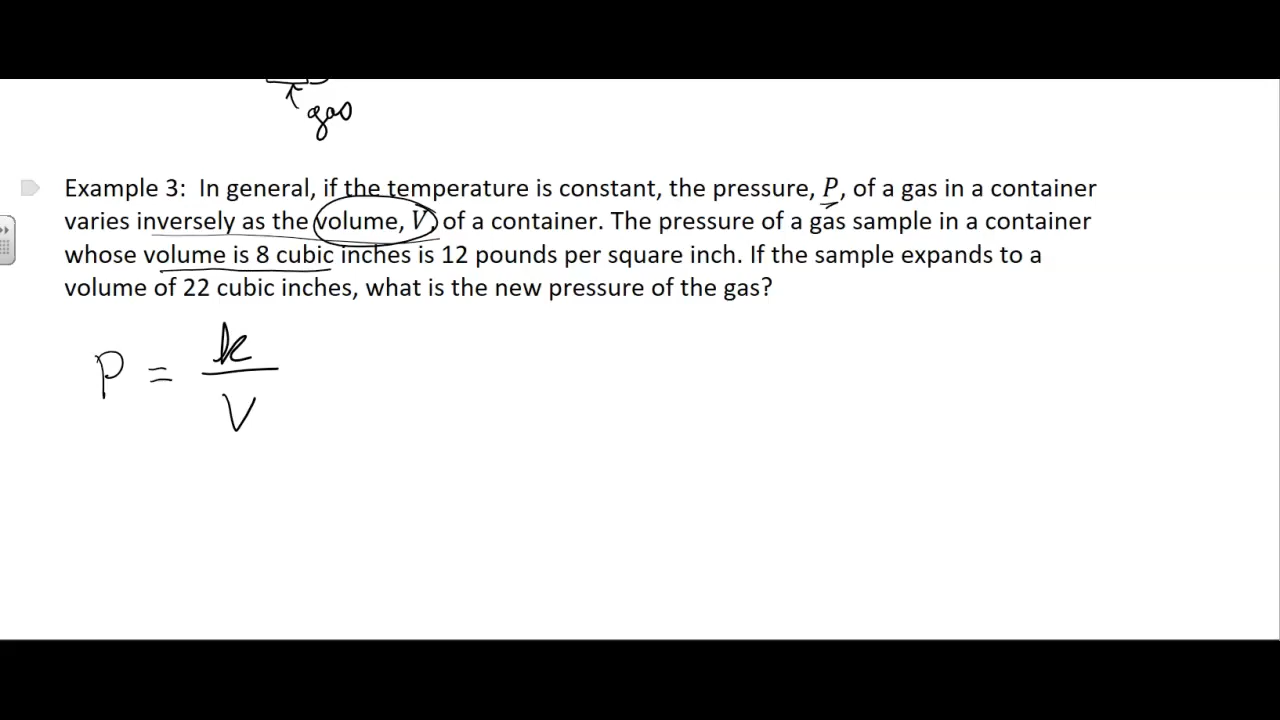 gas
Example 3: In general, if the temperature is constant, the pressure, P, of a gas in a container
varies inversely as the volume, V, of a container. The pressure of a gas sample in a container
whose volume is 8 cubic inches is 12 pounds per square inch. If the sample expands to a
volume of 22 cubic inches, what is the new pressure of the gas?
P = k
V